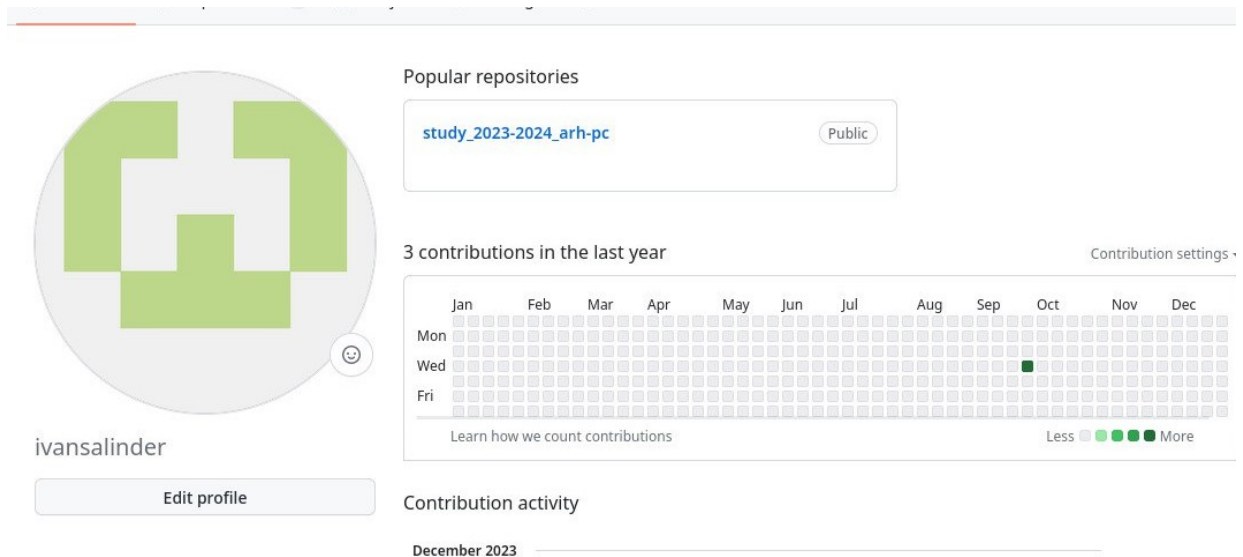 Popular repositories
study_2023-2024_arh-pc Public
3 contributions in the last year Contribution settings
Jan Feb Mar Apr May Jun Jul Aug Sep Oct Nov Dec
Mon
Wed
Fri
Learn how we count contributions Less More
ivansalinder
Edit profile
Contribution activity
December 2023